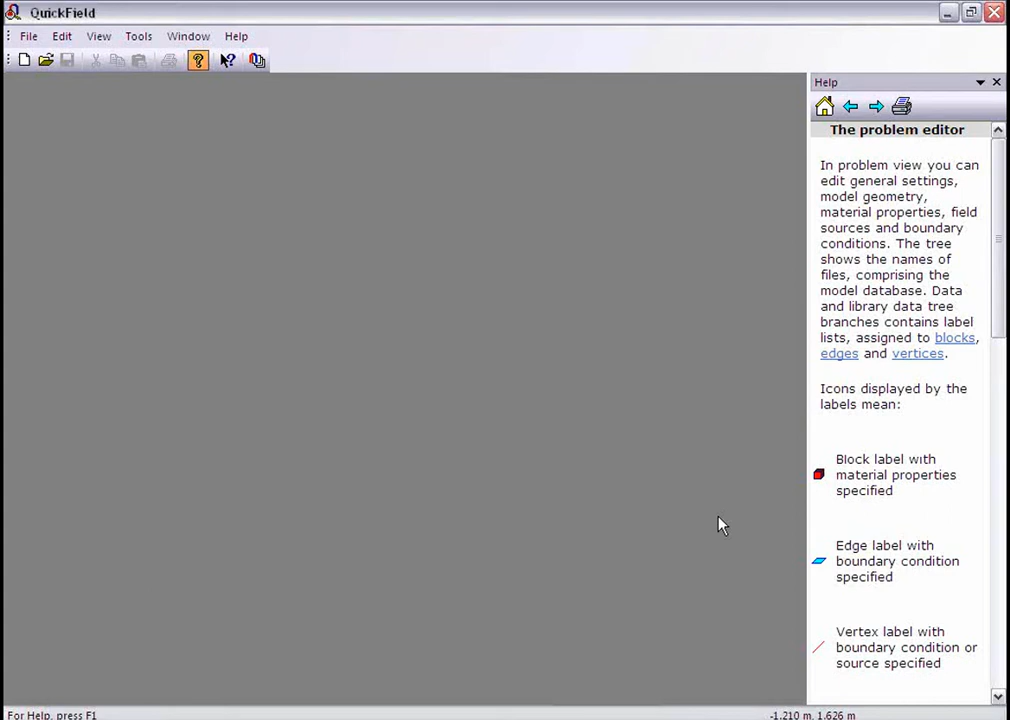 QuickField
File Edit View Tools Window Help
Help
The problem editor
In problem view you can
edit general settings,
model geometry,
material properties, field
sources and boundary
conditions. The tree
shows the names of
files, comprising the
model database. Data
and library data tree
branches contains label
lists, assigned to blocks,
edges and vertices.
Icons displayed by the
labels mean:
Block label with
material properties
specified
Edge label with
boundary condition
specified
Vertex label with
boundary condition or
source specified
For Help, press F1
-1.210 m, 1.626 m